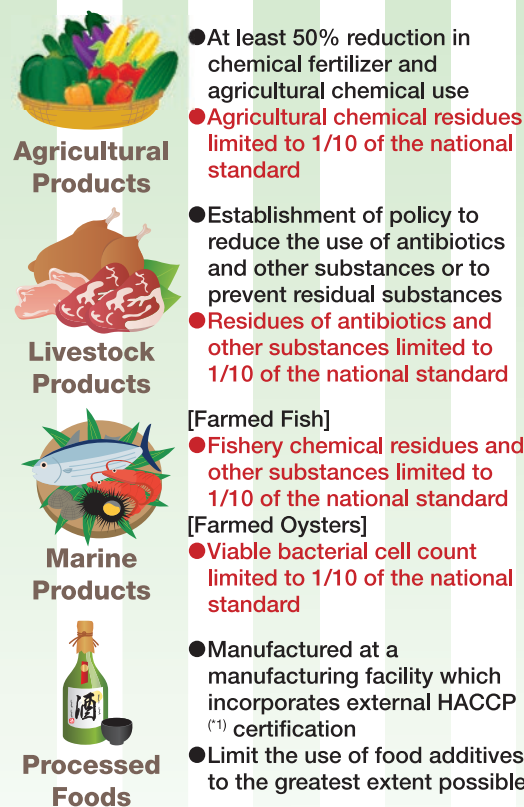 Agricultural
Products
●At least 50% reduction in
chemical fertilizer and
agricultural chemical use
●Agricultural chemical residues
limited to 1/10 of the national
standard
Livestock
Products
●Establishment of policy to
reduce the use of antibiotics
and other substances or to
prevent residual substances
●Residues of antibiotics and
other substances limited to
1/10 of the national standard
Marine
Products
[Farmed Fish]
●Fishery chemical residues and
other substances limited to
1/10 of the national standard
[Farmed Oysters]
●Viable bacterial cell count
limited to 1/10 of the national
standard
酒
Processed
Foods
●Manufactured at a
manufacturing facility which
incorporates external HACCP
(*1) certification
●Limit the use of food additives
to the greatest extent possible